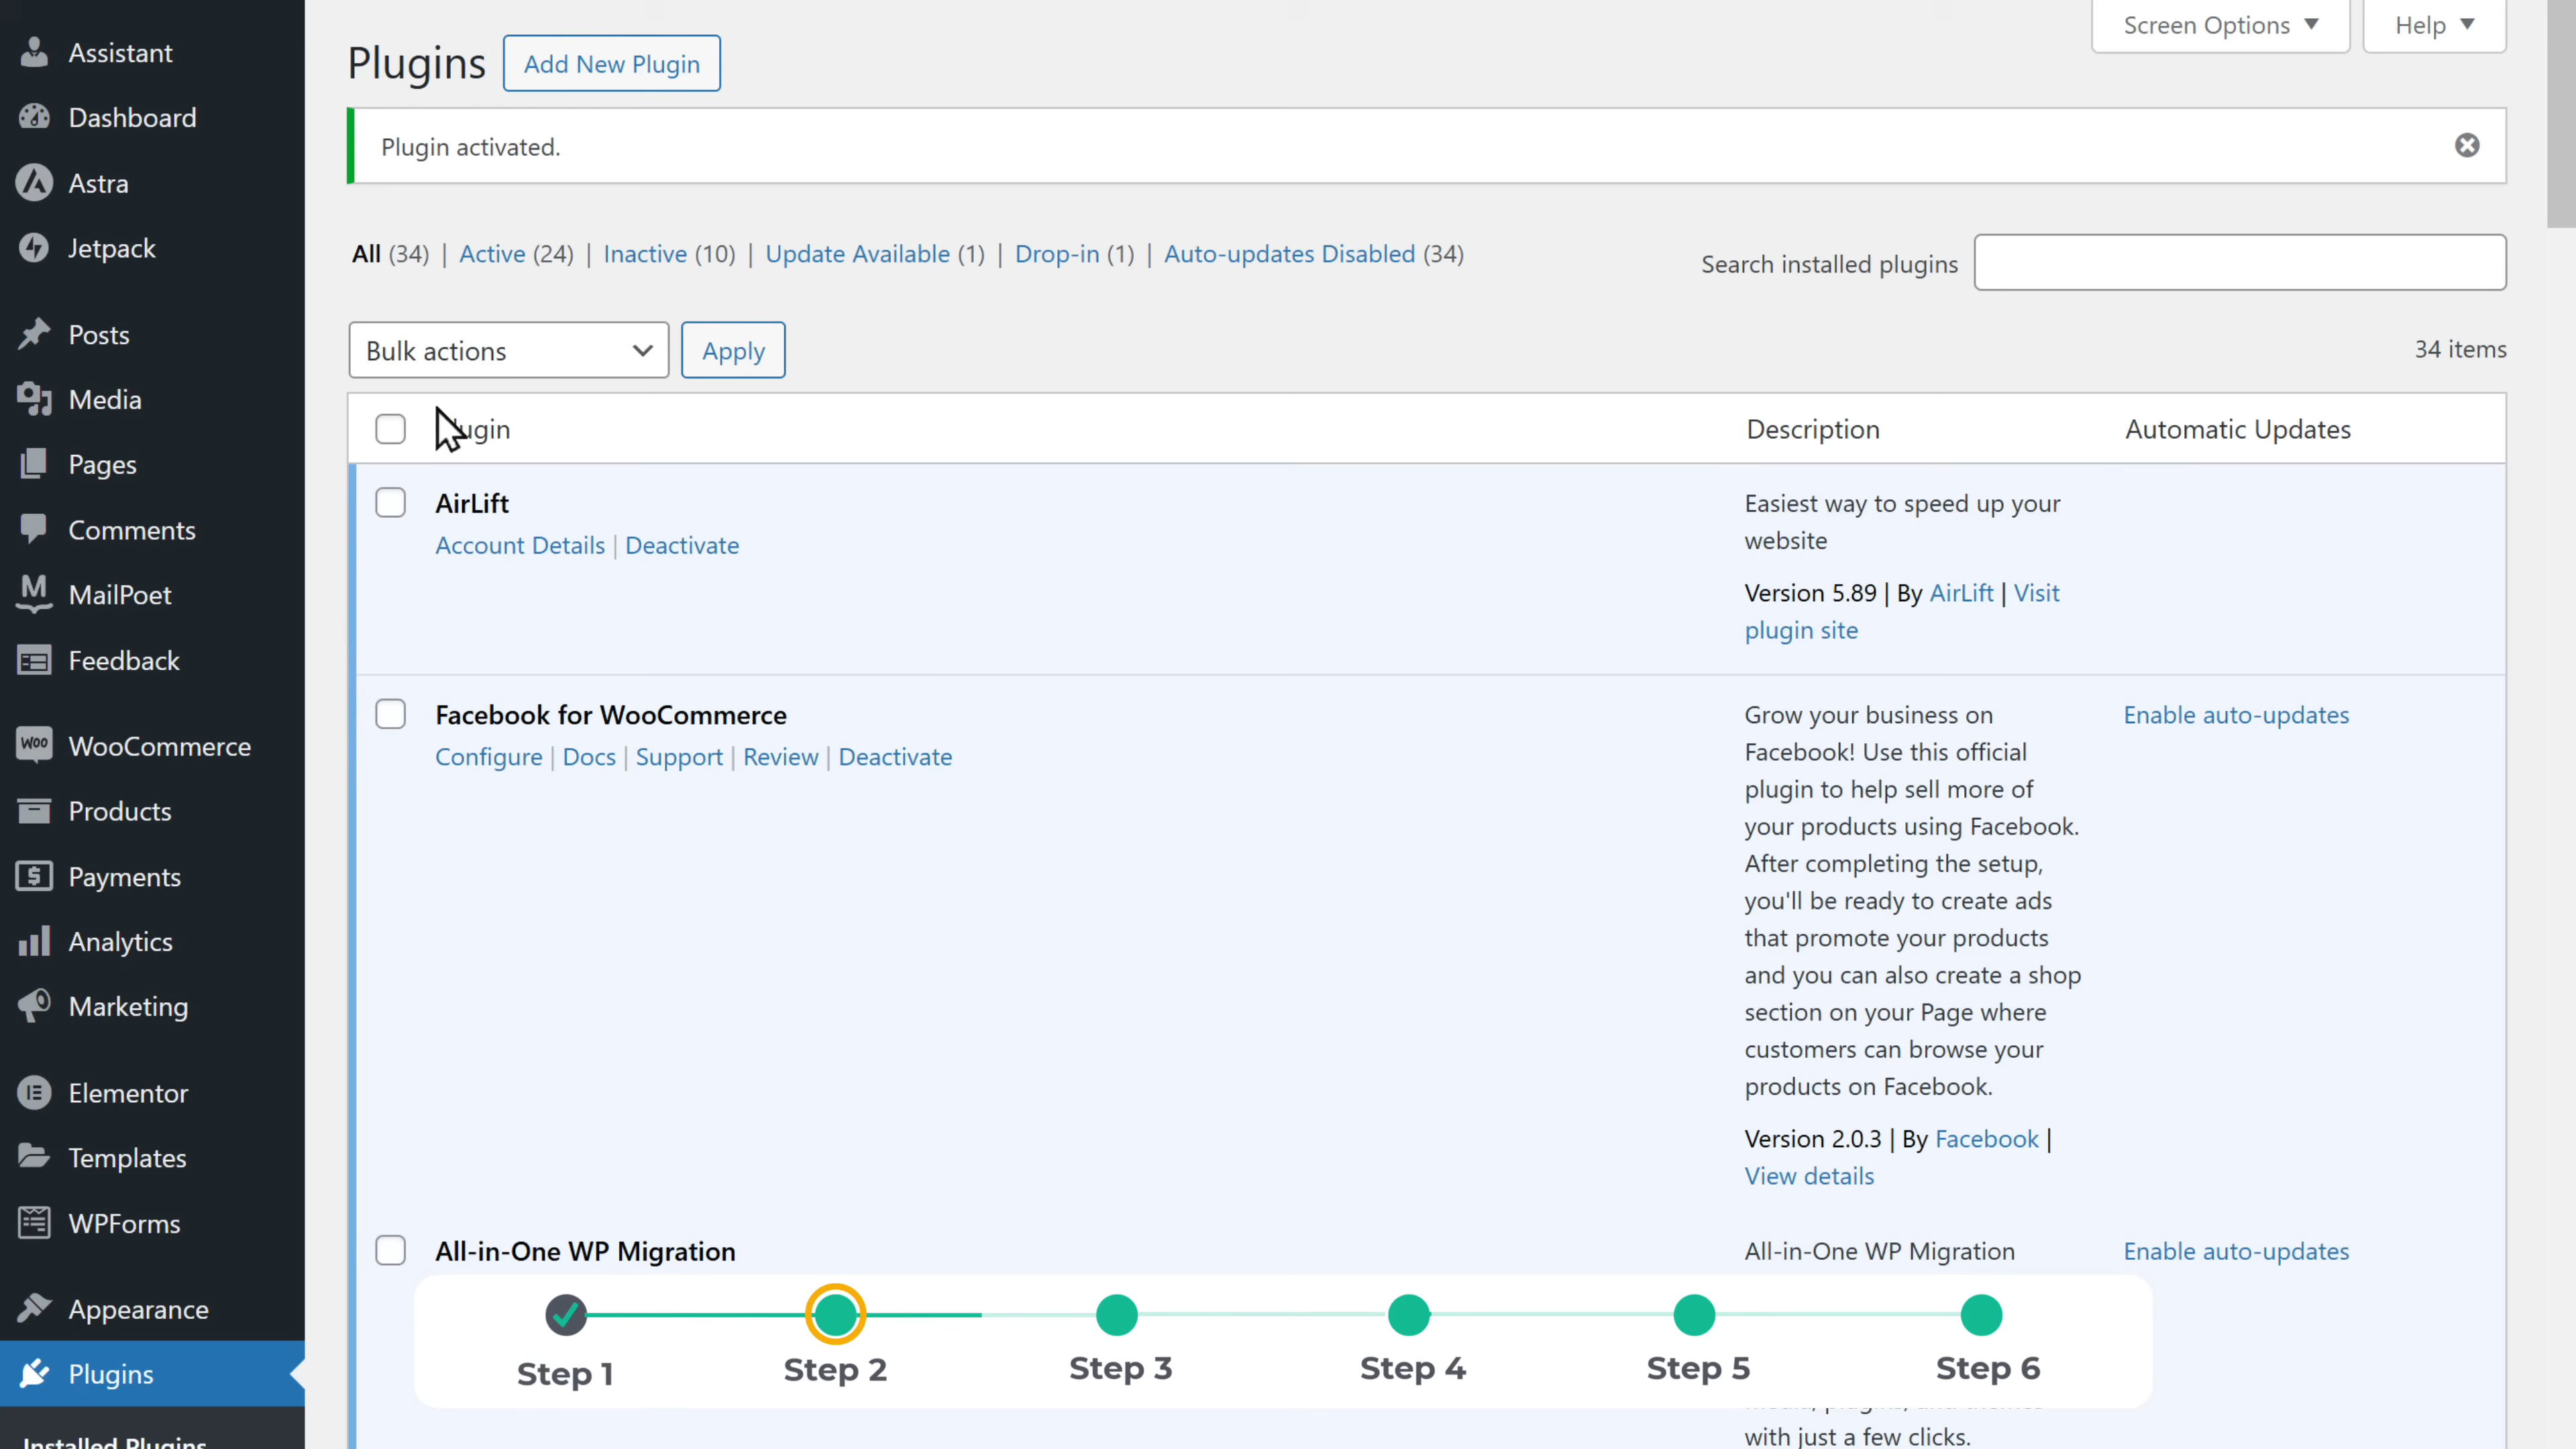 Assistant
Dashboard
Astra
Jetpack
Posts
Media
Pages
Comments
MailPoet
Feedback
Woo WooCommerce
Products
Payments
Analytics
Marketing
Elementor
Templates
WPForms
Appearance
Plugins
Installed Plugins
Screen Options
Help
Plugins
Add New Plugin
Plugin activated.
All (34) | Active (24) | Inactive (10) | Update Available (1) | Drop-in (1) | Auto-updates Disabled (34)
Search installed plugins
Bulk actions
Apply
34 items
Plugin
Description
Automatic Updates
AirLift
Account Details | Deactivate
Easiest way to speed up your
website
Version 5.89 | By AirLift | Visit
plugin site
Facebook for WooCommerce
Configure | Docs | Support | Review | Deactivate
Grow your business on
Facebook! Use this official
plugin to help sell more of
your products using Facebook.
After completing the setup,
you'll be ready to create ads
that promote your products
and you can also create a shop
section on your Page where
customers can browse your
products on Facebook.
Version 2.0.3 | By Facebook |
View details
Enable auto-updates
All-in-One WP Migration
All-in-One WP Migration
Enable auto-updates
with just a few clicks.
Step 1
Step 2
Step 3
Step 4
Step 5
Step 6